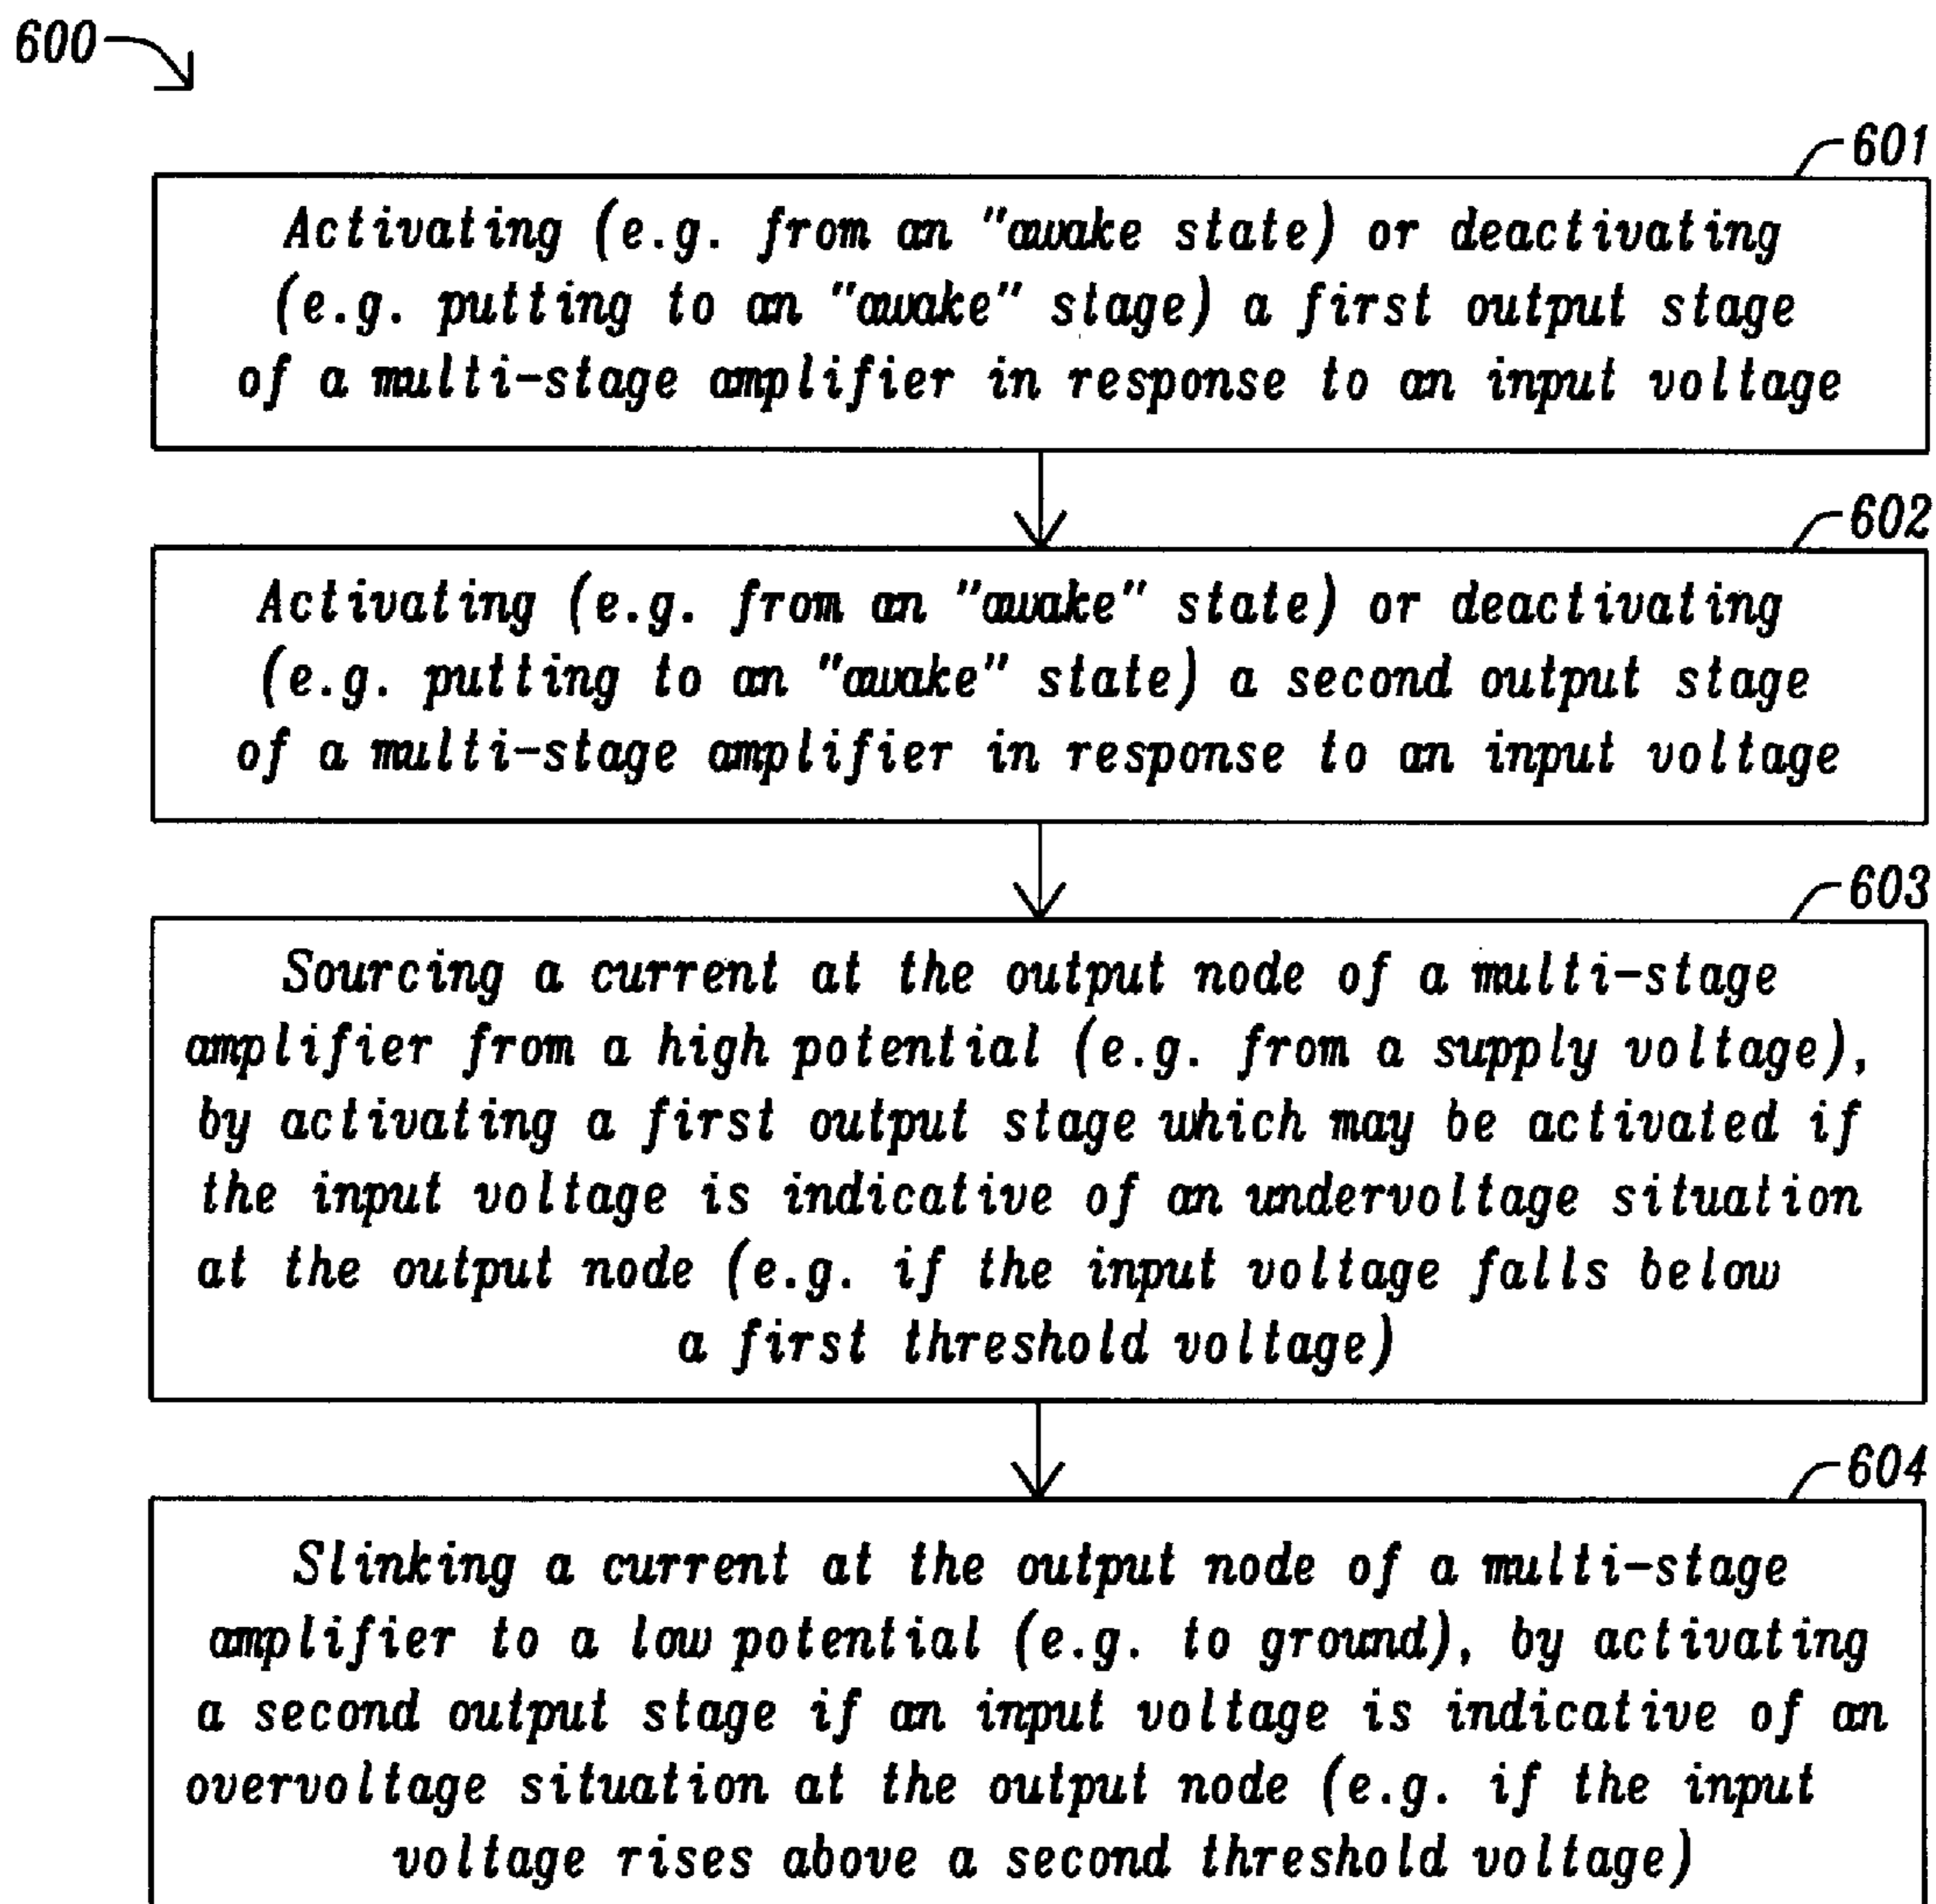 600
601
Activating (e.g. from an "awake state) or deactivating
(e.g. putting to an "awake" stage) a first output stage
of a multi-stage amplifier in response to an input voltage
602
Activating (e.g. from an "awake" state) or deactivating
(e.g. putting to an "awake" state) a second output stage
of a multi-stage amplifier in response to an input voltage
603
Sourcing a current at the output node of a multi-stage
amplifier from a high potential (e.g. from a supply voltage),
by activating a first output stage which may be activated if
the input voltage is indicative of an undervoltage situation
at the output node (e.g. if the input voltage falls below
a first threshold voltage)
604
Slinking a current at the output node of a multi-stage
amplifier to a low potential (e.g. to ground), by activating
a second output stage if an input voltage is indicative of an
overvoltage situation at the output node (e.g. if the input
voltage rises above a second threshold voltage)